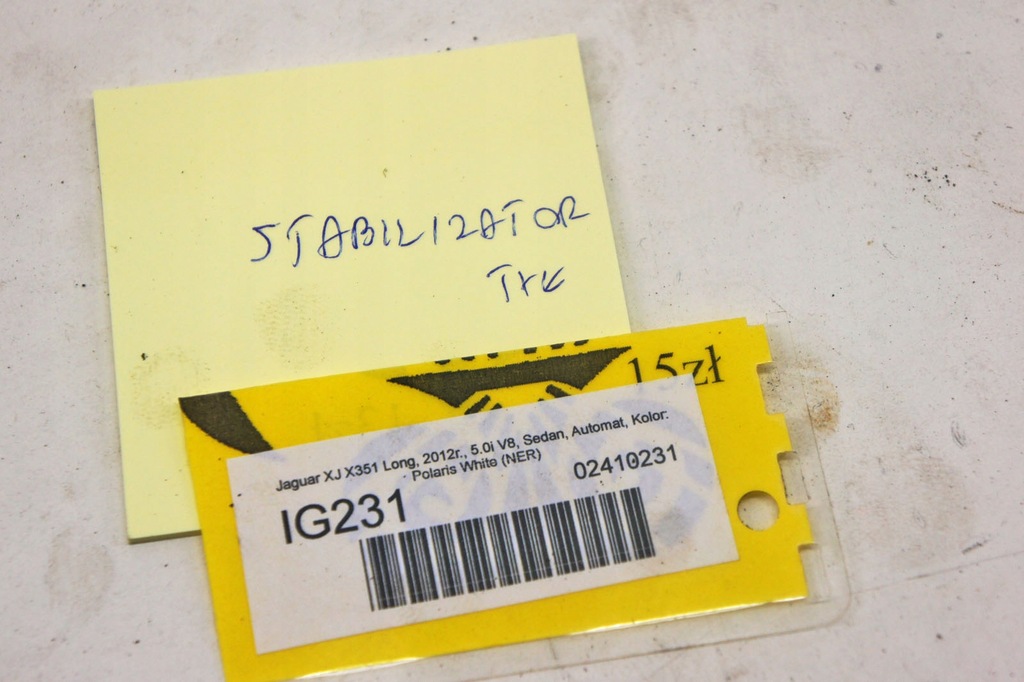 STABILIZATOR
TYŁ
15zł
Jaguar XJ X351 Long, 2012r., 5.0i V8, Sedan, Automat, Kolor:
Polaris White (NER)
IG231
02410231